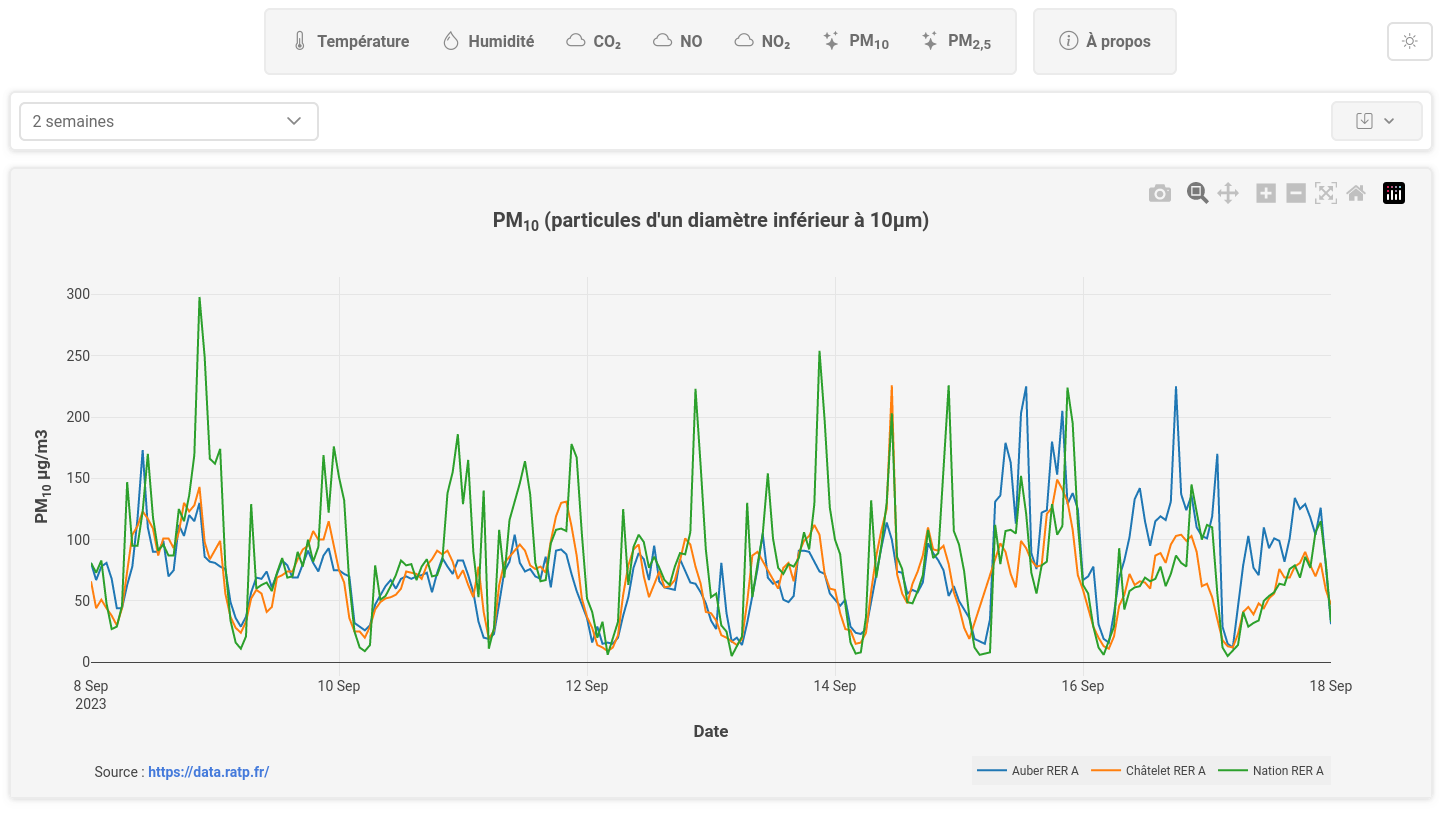 Température Humidité CO₂ NO NO₂ PM10 PM2,5 À propos
2 semaines
PM10 (particules d'un diamètre inférieur à 10μm)
300
250
200
150
100
50
0
PM10 μg/m3
8 Sep 10 Sep 12 Sep 14 Sep 16 Sep 18 Sep
2023
Date
Source : https://data.ratp.fr/
Auber RER A Châtelet RER A Nation RER A